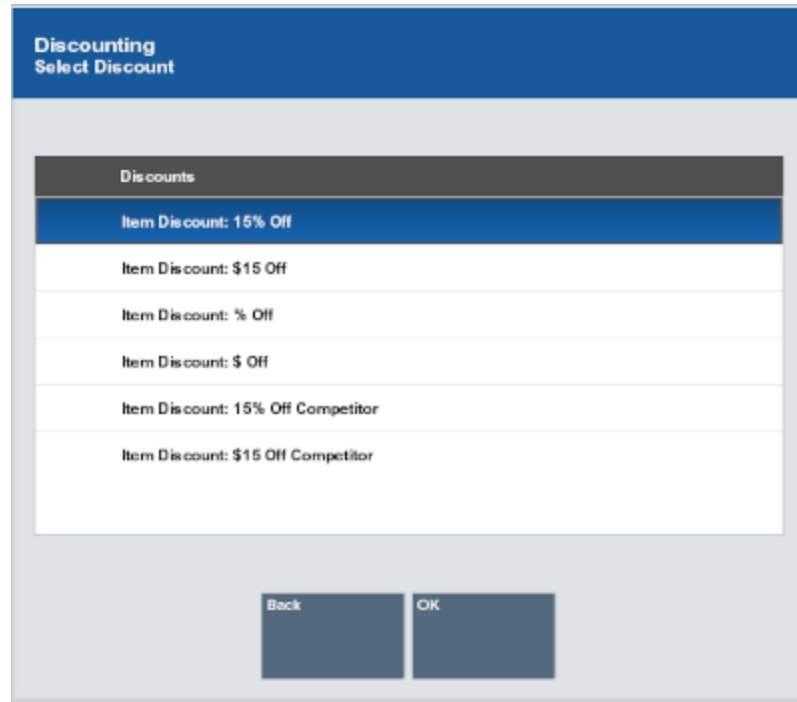 Discounting
Select Discount
Discounts
Item Discount: 15% Off
Item Discount: $15 Off
Item Discount: % Off
Item Discount: $ Off
Item Discount: 15% Off Competitor
Item Discount: $15 Off Competitor
Back
OK